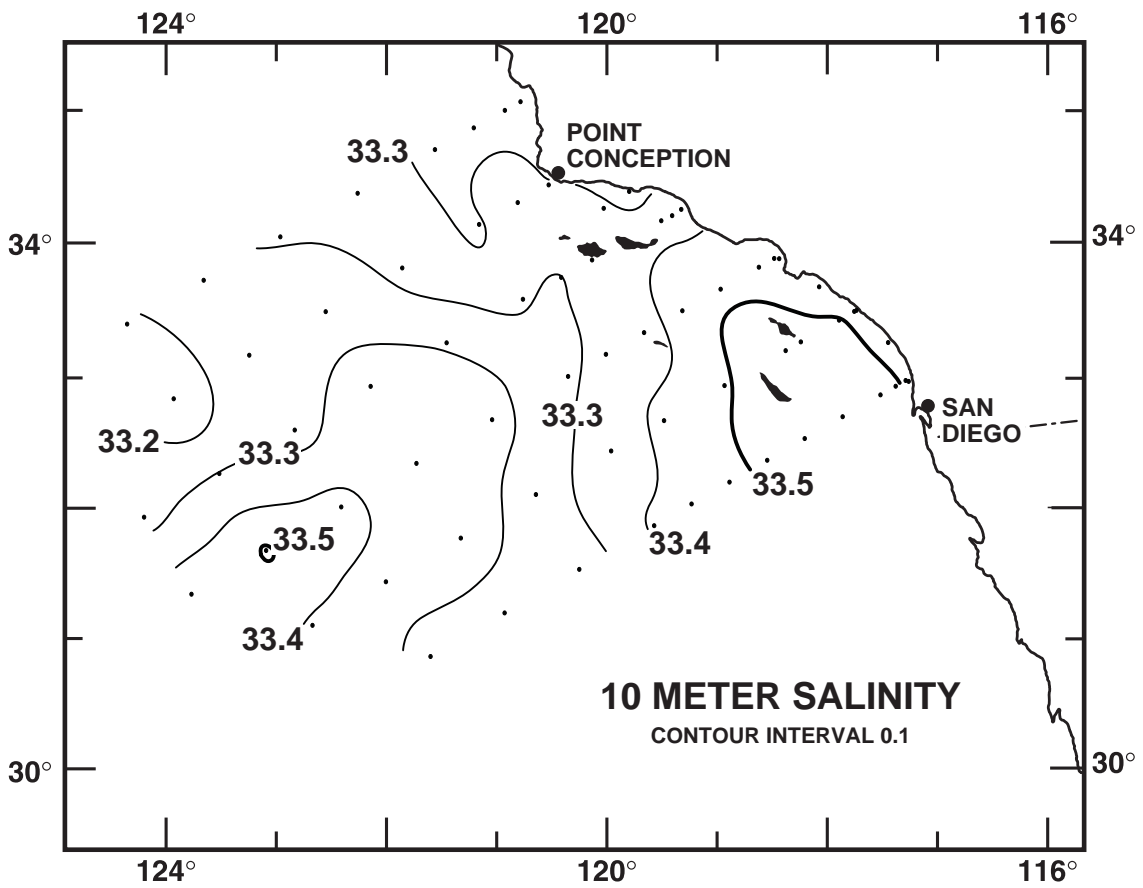 124° 120° 116°
POINT
CONCEPTION
33.3
34° 34°
33.2
33.3
33.3
SAN
DIEGO
33.5
33.5
33.4
33.4
10 METER SALINITY
CONTOUR INTERVAL 0.1
30° 30°
124° 120° 116°